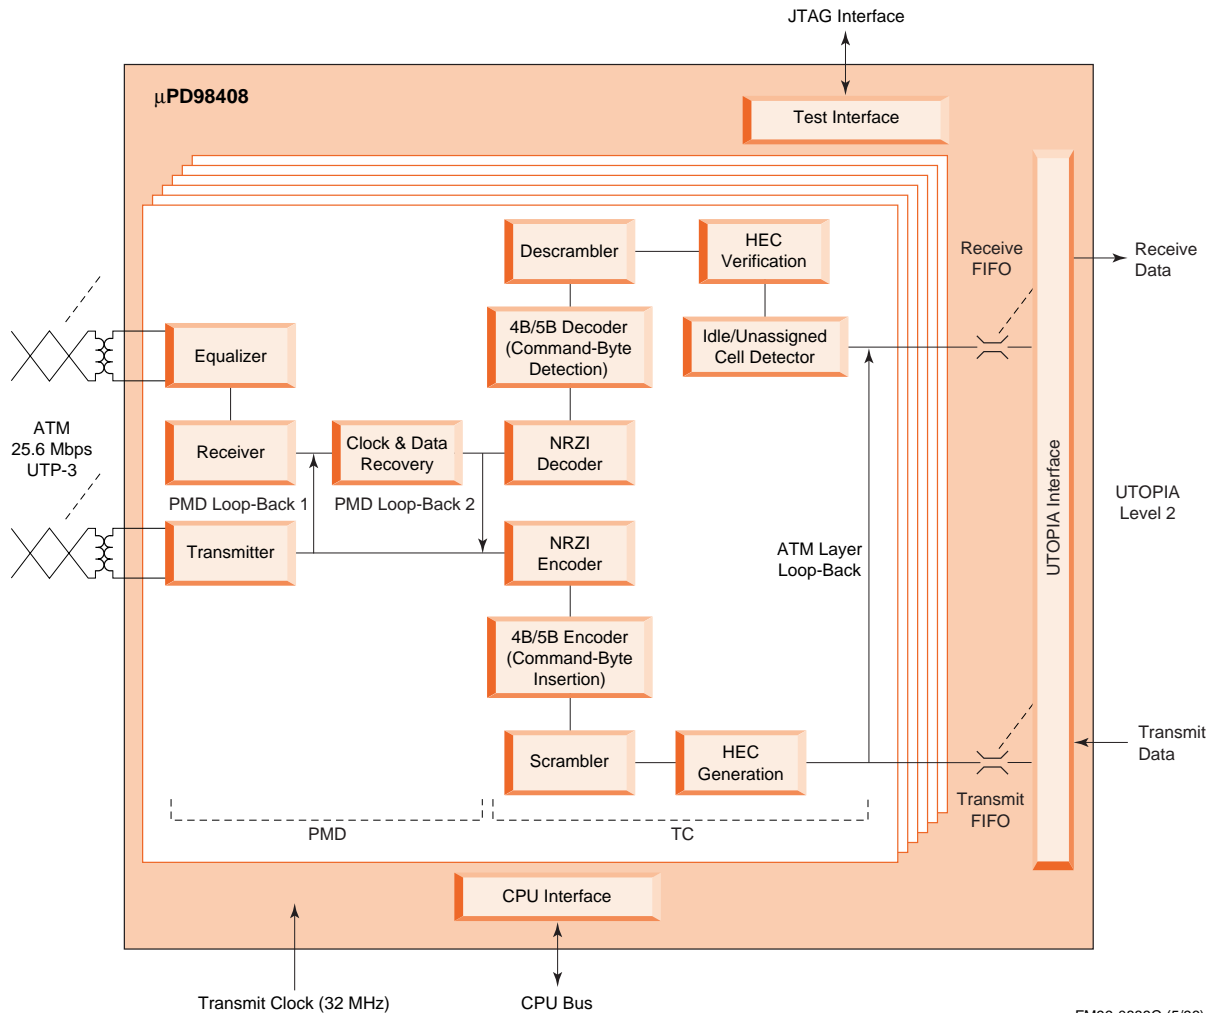 JTAG Interface
μPD98408
Test Interface
Descrambler
HEC
Verification
Receive
FIFO
Receive
Data
Equalizer
4B/5B Decoder
(Command-Byte
Detection)
Idle/Unassigned
Cell Detector
ATM
25.6 Mbps
UTP-3
Receiver
Clock & Data
Recovery
NRZI
Decoder
PMD Loop-Back 1
PMD Loop-Back 2
UTOPIA Interface
UTOPIA
Level 2
Transmitter
NRZI
Encoder
ATM Layer
Loop-Back
4B/5B Encoder
(Command-Byte
Insertion)
Scrambler
HEC
Generation
Transmit
Data
Transmit
FIFO
PMD
TC
CPU Interface
Transmit Clock (32 MHz)
CPU Bus